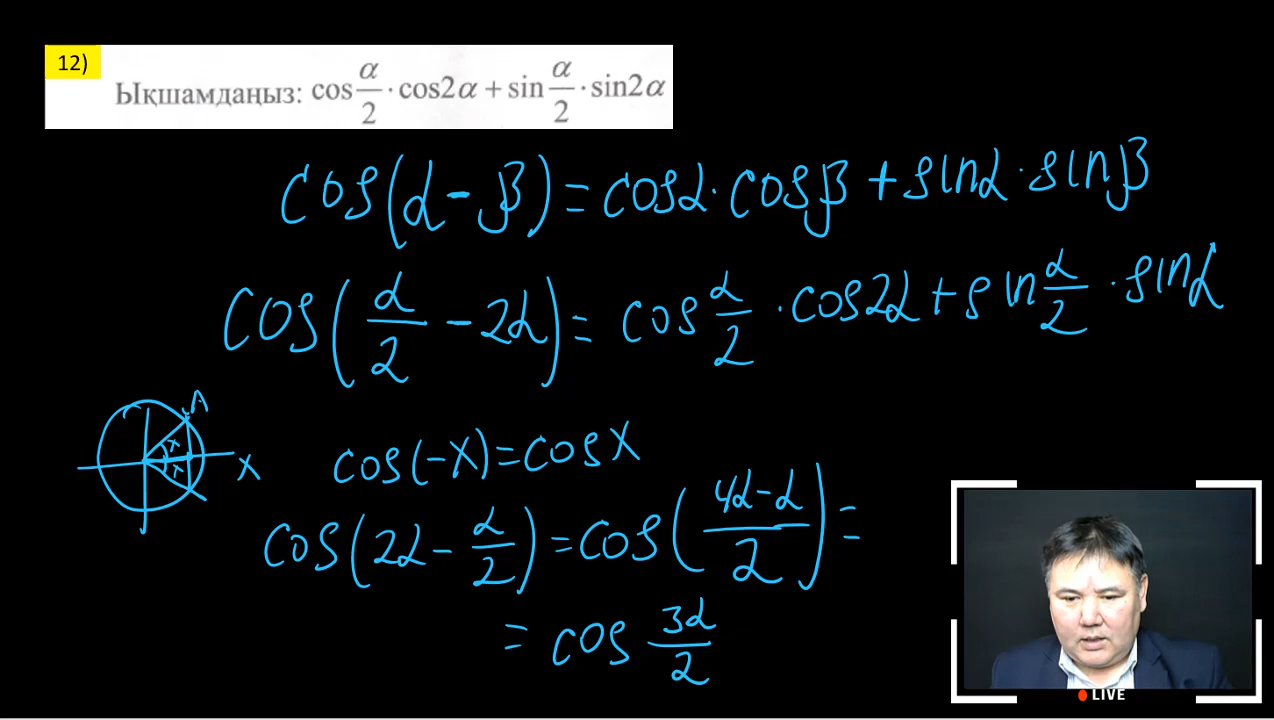 12)
Ықшамдаңыз: cos α/2 · cos2α + sin α/2 · sin2α
cos(α - β) = cosα · cosβ + sinα · sinβ
cos(α/2 - 2α) = cos α/2 · cos2α + sin α/2 · sinα
A
x
x
X
cos(-x) = cosx
cos(2α - α/2) = cos((4α - α)/2) =
= cos 3α/2
LIVE